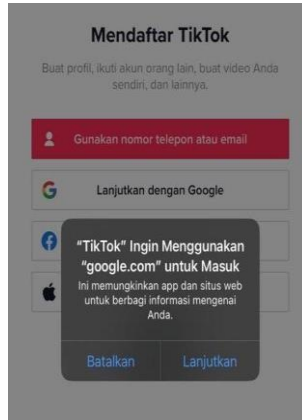 Mendaftar TikTok
Buat profil, ikuti akun orang lain, buat video Anda
sendiri, dan lainnya.
Gunakan nomor telepon atau email
Lanjutkan dengan Google
"TikTok" Ingin Menggunakan
"google.com" untuk Masuk
Ini memungkinkan app dan situs web
untuk berbagi informasi mengenai
Anda.
Batalkan
Lanjutkan